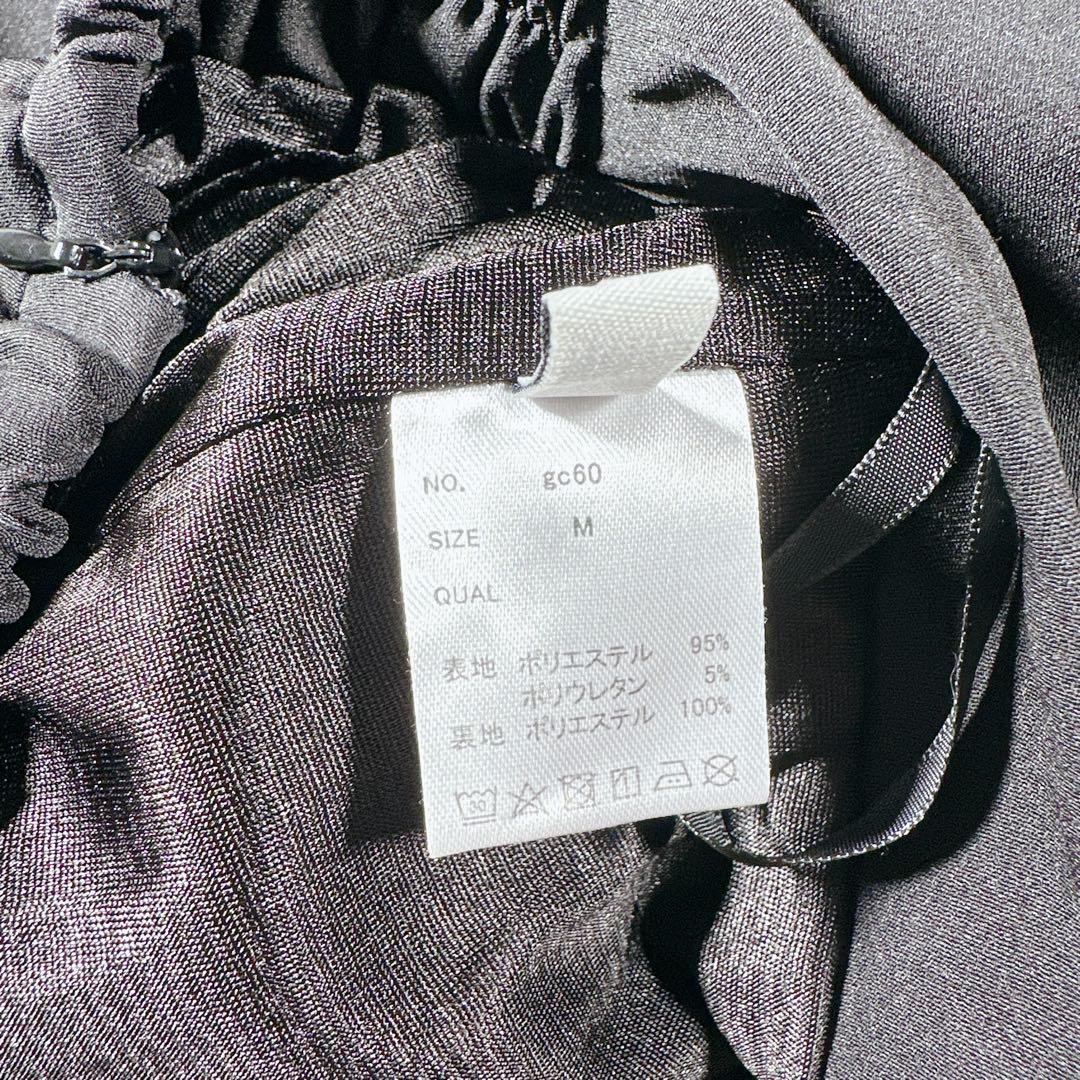 NO. gc60
SIZE M
QUAL
表地 ポリエステル 95%
ポリウレタン 5%
裏地 ポリエステル 100%
30